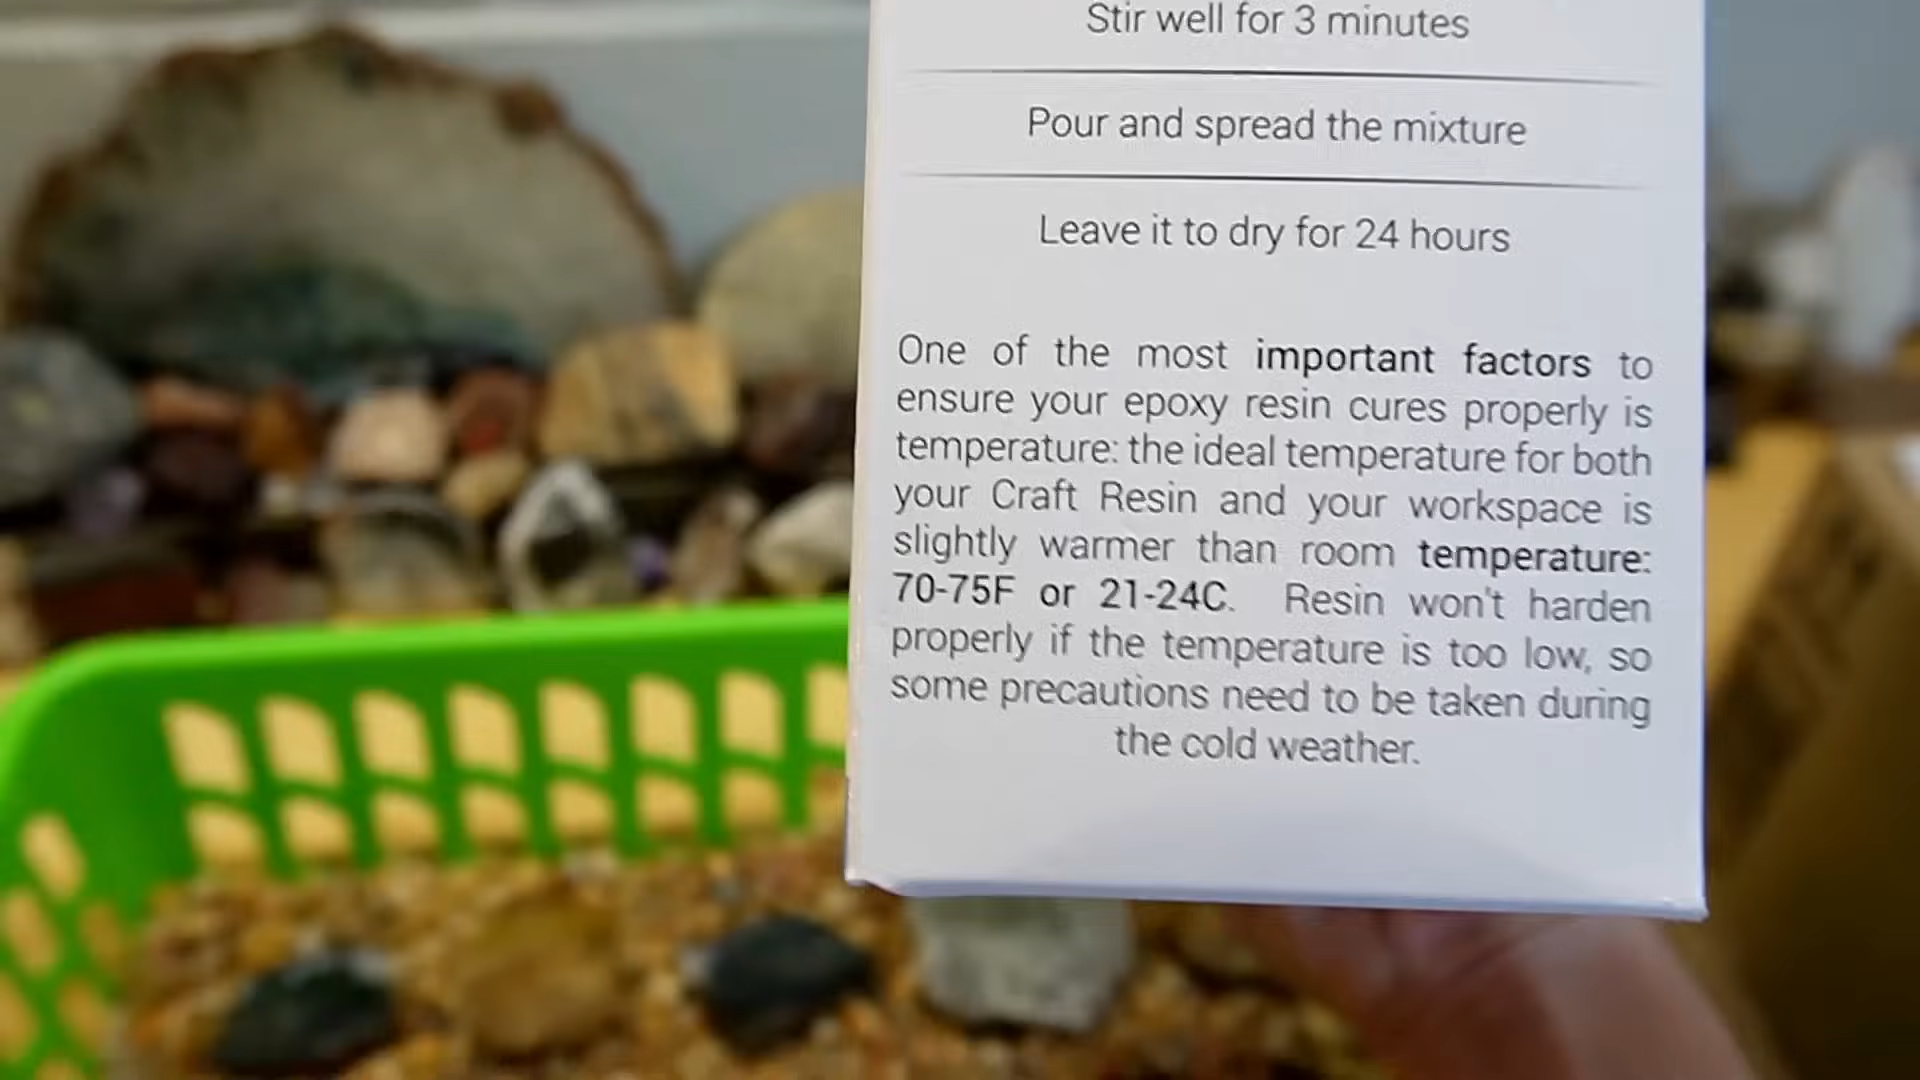 Stir well for 3 minutes
Pour and spread the mixture
Leave it to dry for 24 hours
One of the most important factors to
ensure your epoxy resin cures properly is
temperature: the ideal temperature for both
your Craft Resin and your workspace is
slightly warmer than room temperature:
70-75F or 21-24C. Resin won't harden
properly if the temperature is too low, so
some precautions need to be taken during
the cold weather.